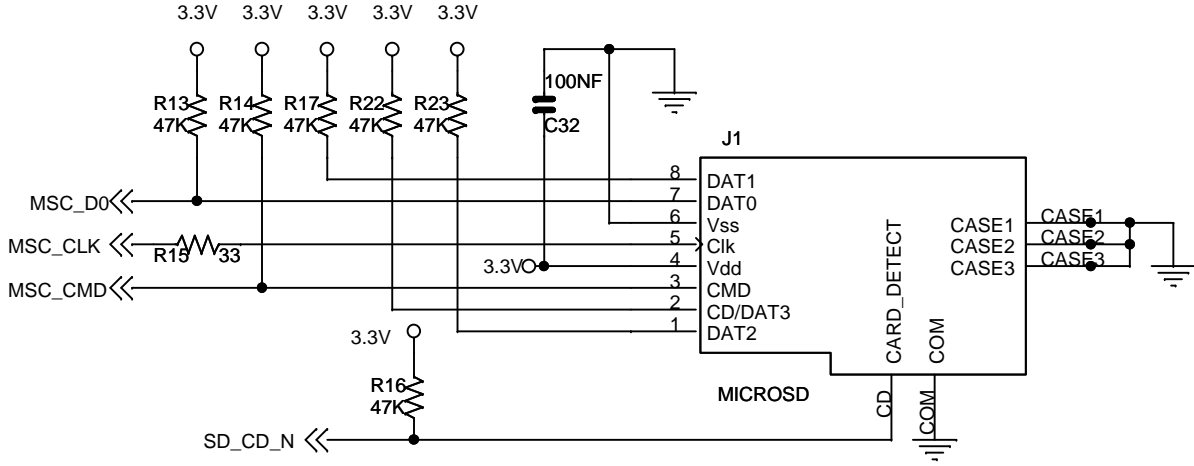 3.3V 3.3V 3.3V 3.3V 3.3V
R13 47K
R14 47K
R17 47K
R22 47K
R23 47K
100NF
C32
J1
8 DAT1
MSC_D0 7 DAT0
6 Vss
MSC_CLK R15 33 5 Clk
3.3V 4 Vdd
MSC_CMD 3 CMD
2 CD/DAT3
1 DAT2
CARD_DETECT
COM
CASE1 CASE1
CASE2 CASE2
CASE3 CASE3
3.3V
R16
47K
MICROSD
CD
COM
SD_CD_N